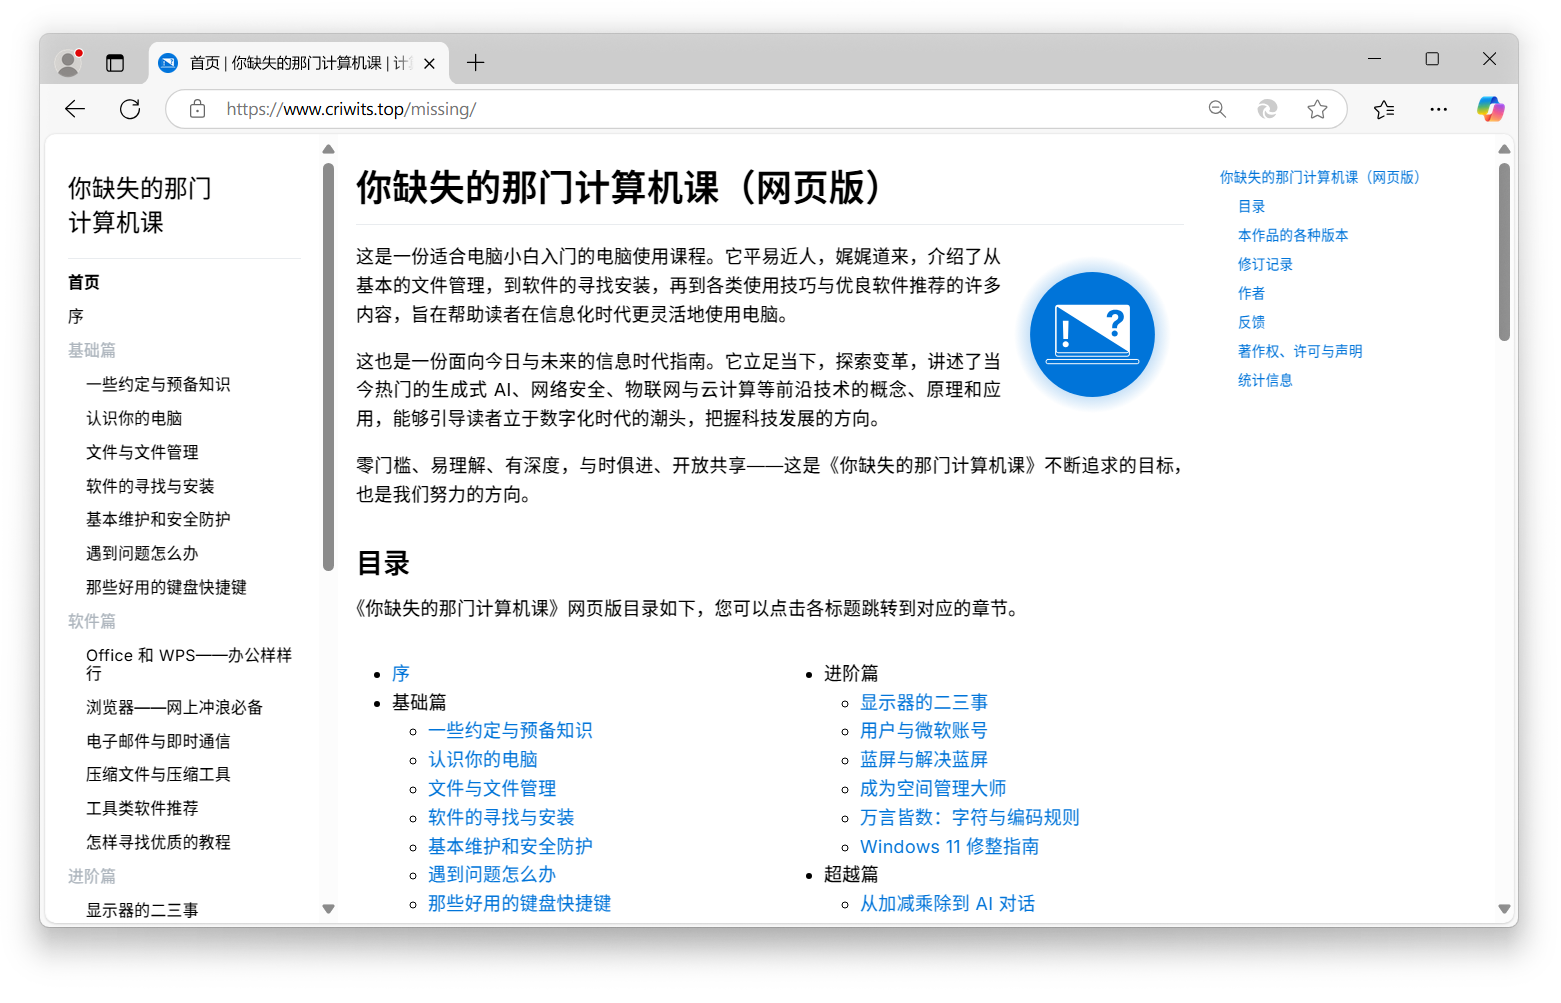 首页 | 你缺失的那门计算机课 | 计
https://www.criwits.top/missing/
你缺失的那门
计算机课
首页
序
基础篇
一些约定与预备知识
认识你的电脑
文件与文件管理
软件的寻找与安装
基本维护和安全防护
遇到问题怎么办
那些好用的键盘快捷键
软件篇
Office 和 WPS——办公样样
行
浏览器——网上冲浪必备
电子邮件与即时通信
压缩文件与压缩工具
工具类软件推荐
怎样寻找优质的教程
进阶篇
显示器的二三事
你缺失的那门计算机课（网页版）
这是一份适合电脑小白入门的电脑使用课程。它平易近人，娓娓道来，介绍了从
基本的文件管理，到软件的寻找安装，再到各类使用技巧与优良软件推荐的许多
内容，旨在帮助读者在信息化时代更灵活地使用电脑。
这也是一份面向今日与未来的信息时代指南。它立足当下，探索变革，讲述了当
今热门的生成式 AI、网络安全、物联网与云计算等前沿技术的概念、原理和应
用，能够引导读者立于数字化时代的潮头，把握科技发展的方向。
! ?
零门槛、易理解、有深度，与时俱进、开放共享——这是《你缺失的那门计算机课》不断追求的目标，
也是我们努力的方向。
目录
《你缺失的那门计算机课》网页版目录如下，您可以点击各标题跳转到对应的章节。
序
基础篇
一些约定与预备知识
认识你的电脑
文件与文件管理
软件的寻找与安装
基本维护和安全防护
遇到问题怎么办
那些好用的键盘快捷键
进阶篇
显示器的二三事
用户与微软账号
蓝屏与解决蓝屏
成为空间管理大师
万言皆数：字符与编码规则
Windows 11 修整指南
超越篇
从加减乘除到 AI 对话
你缺失的那门计算机课（网页版）
目录
本作品的各种版本
修订记录
作者
反馈
著作权、许可与声明
统计信息